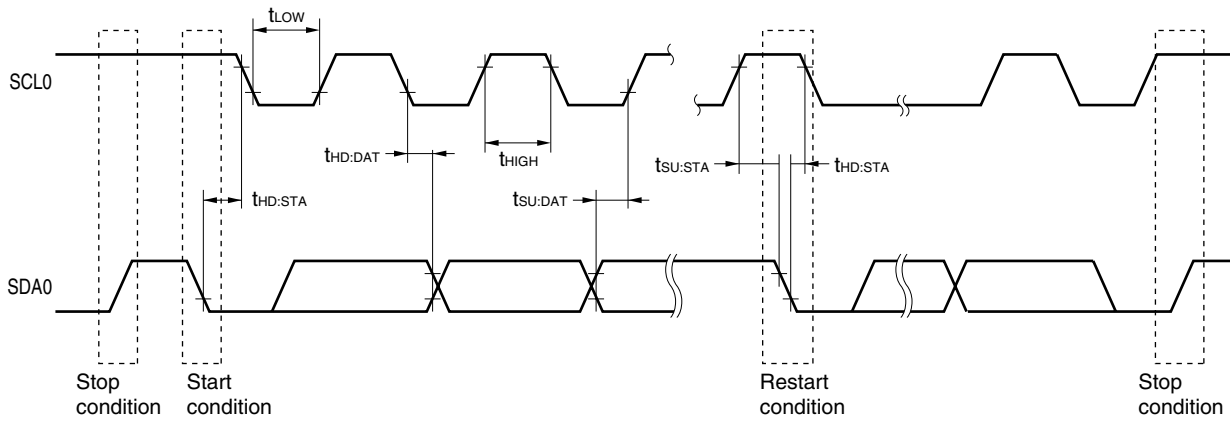 tLOW
SCL0
tHD:DAT
tHIGH
tSU:STA
tHD:STA
tHD:STA
tSU:DAT
SDA0
Stop
condition
Start
condition
Restart
condition
Stop
condition